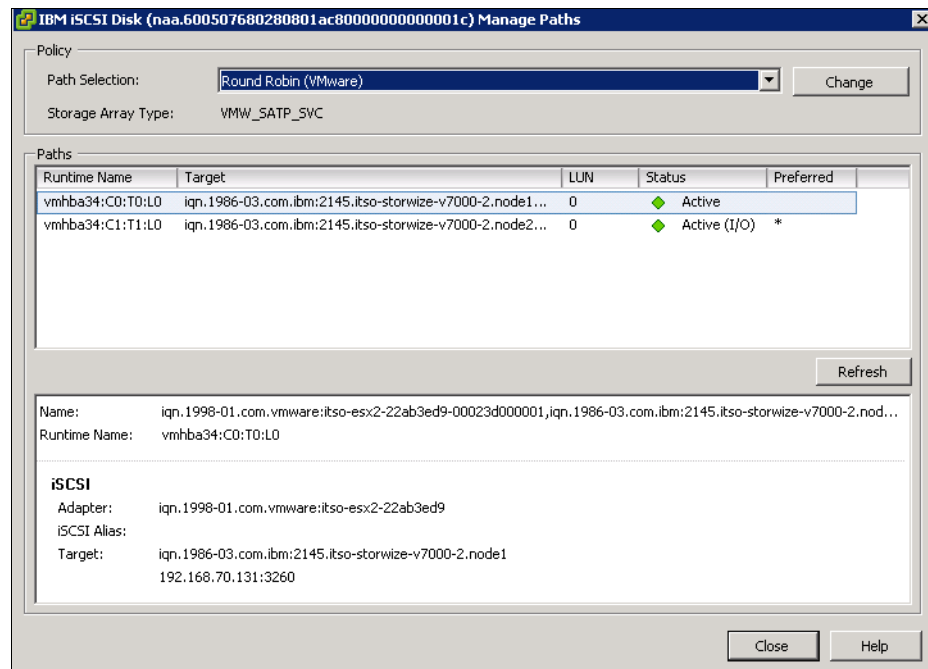 IBM iSCSI Disk (naa.600507680280801ac80000000000001c) Manage Paths
Policy
Path Selection: Round Robin (VMware) Change
Storage Array Type: VMW_SATP_SVC
Paths
Runtime Name Target LUN Status Preferred
vmhba34:C0:T0:L0 iqn.1986-03.com.ibm:2145.itso-storwize-v7000-2.node1... 0 Active
vmhba34:C1:T1:L0 iqn.1986-03.com.ibm:2145.itso-storwize-v7000-2.node2... 0 Active (I/O) *
Refresh
Name: iqn.1998-01.com.vmware:itso-esx2-22ab3ed9-00023d000001,iqn.1986-03.com.ibm:2145.itso-storwize-v7000-2.nod...
Runtime Name: vmhba34:C0:T0:L0
iSCSI
Adapter: iqn.1998-01.com.vmware:itso-esx2-22ab3ed9
iSCSI Alias:
Target: iqn.1986-03.com.ibm:2145.itso-storwize-v7000-2.node1
192.168.70.131:3260
Close Help